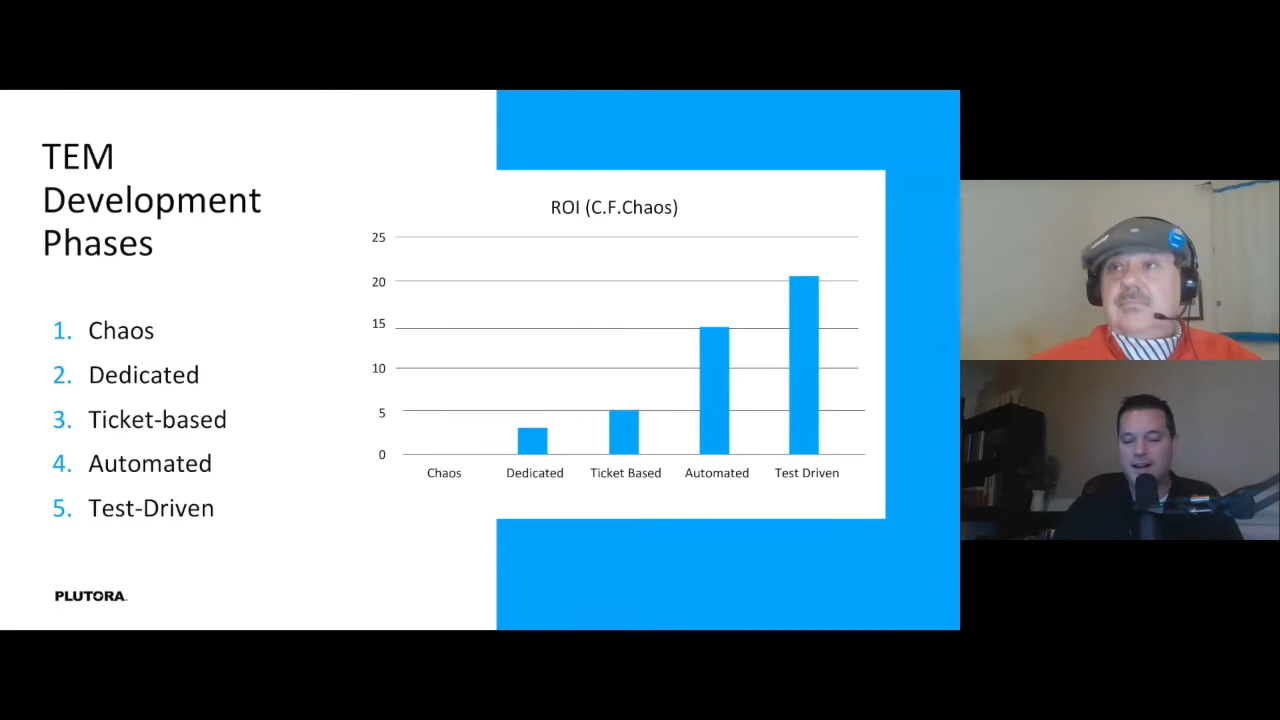 TEM
Development
Phases
1. Chaos
2. Dedicated
3. Ticket-based
4. Automated
5. Test-Driven
PLUTORA
ROI (C.F.Chaos)
25
20
15
10
5
0
Chaos Dedicated Ticket Based Automated Test Driven